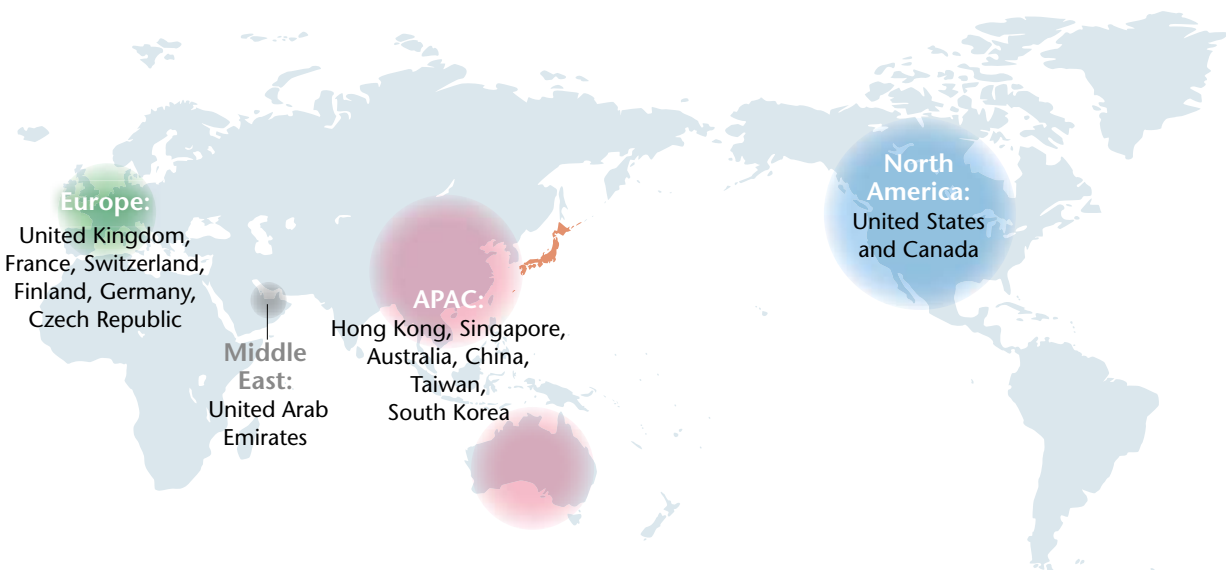 Europe:
United Kingdom,
France, Switzerland,
Finland, Germany,
Czech Republic
Middle
East:
United Arab
Emirates
APAC:
Hong Kong, Singapore,
Australia, China,
Taiwan,
South Korea
North
America:
United States
and Canada